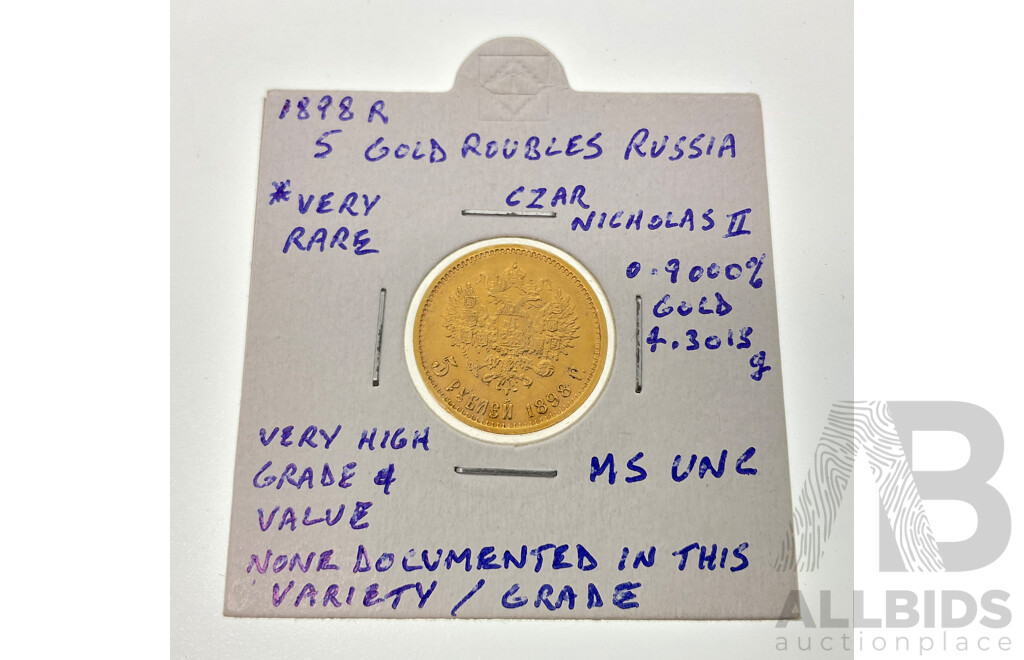 1898 R
5 GOLD ROUBLES RUSSIA
*VERY RARE
CZAR NICHOLAS II
0.9000%
GOLD
4.3015
g
5 РУБЛЕЙ 1898 Г.
VERY HIGH
GRADE &
VALUE
MS UNC
NONE DOCUMENTED IN THIS
VARIETY / GRADE
AB
ALLBIDS
auctionplace